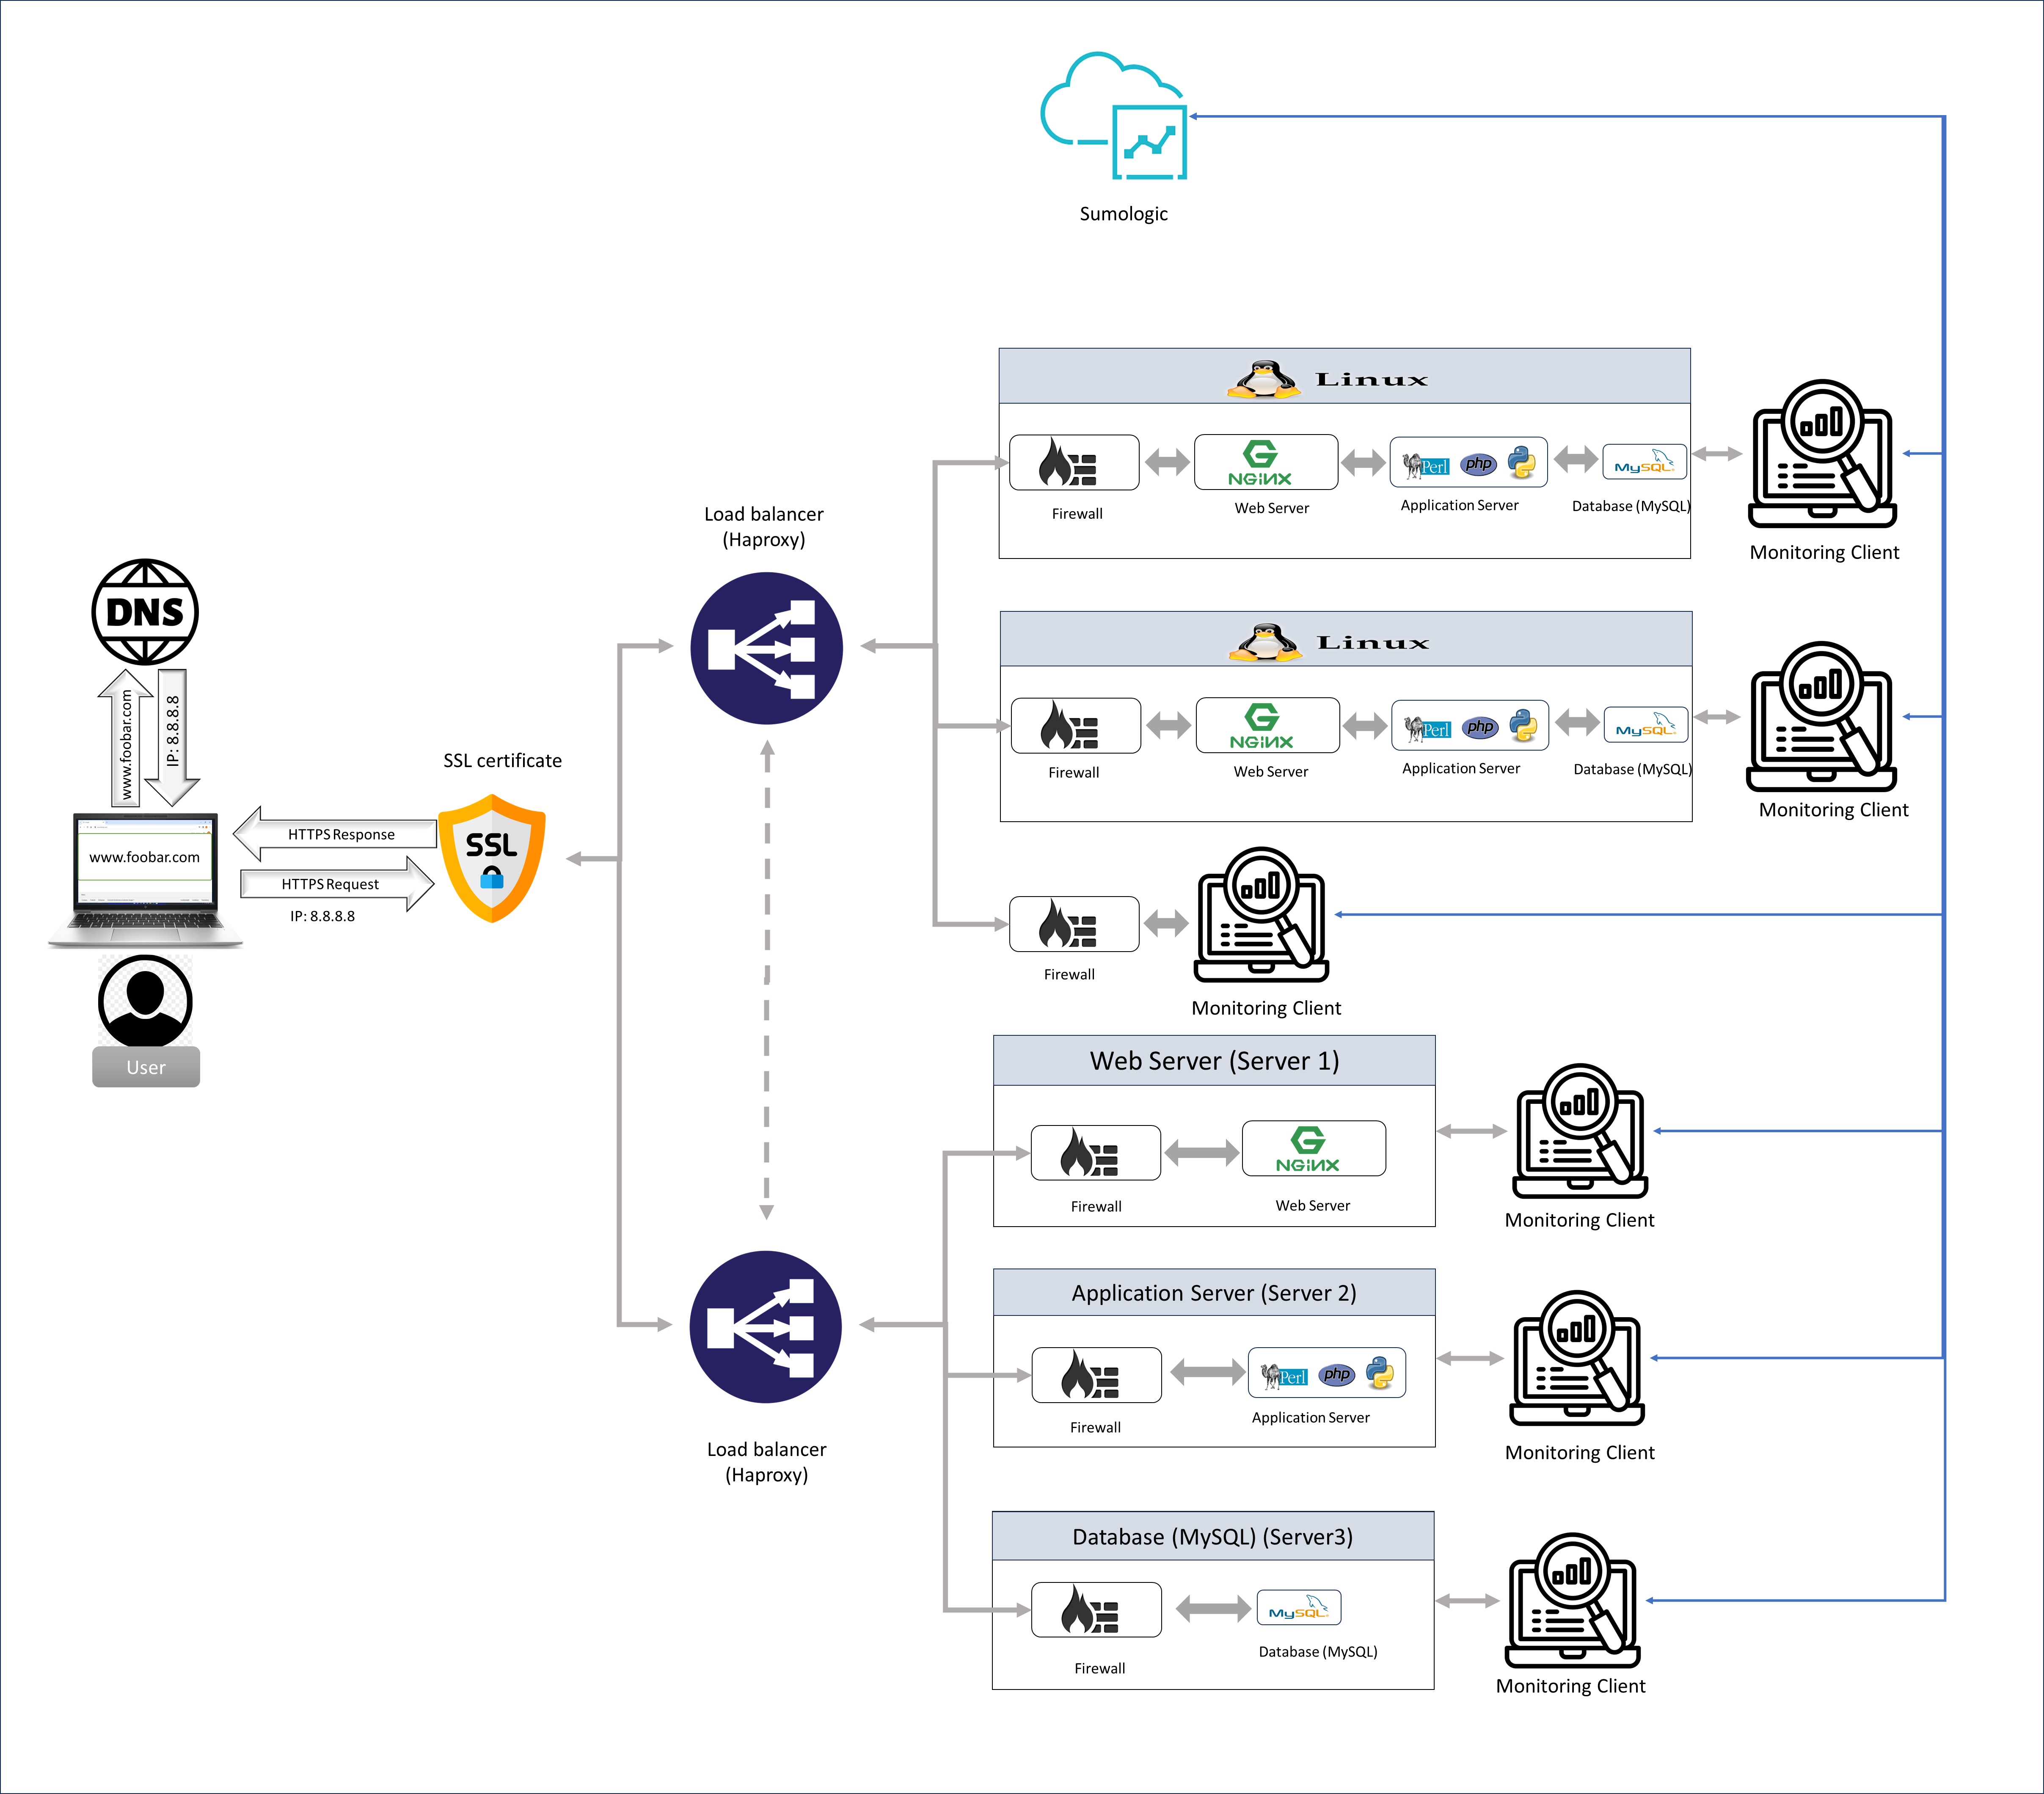 Sumologic
Linux
Perl
php
NGINX
MySQL
Firewall
Web Server
Application Server
Database (MySQL)
Monitoring Client
Load balancer
(Haproxy)
DNS
www.foobar.com
IP: 8.8.8.8
Linux
NGINX
Perl
php
MySQL
Firewall
Web Server
Application Server
Database (MySQL)
Monitoring Client
SSL certificate
SSL
HTTPS Response
www.foobar.com
HTTPS Request
IP: 8.8.8.8
Firewall
Monitoring Client
User
Web Server (Server 1)
NGINX
Firewall
Web Server
Monitoring Client
Application Server (Server 2)
Perl
php
Firewall
Application Server
Monitoring Client
Load balancer
(Haproxy)
Database (MySQL) (Server3)
MySQL
Firewall
Database (MySQL)
Monitoring Client